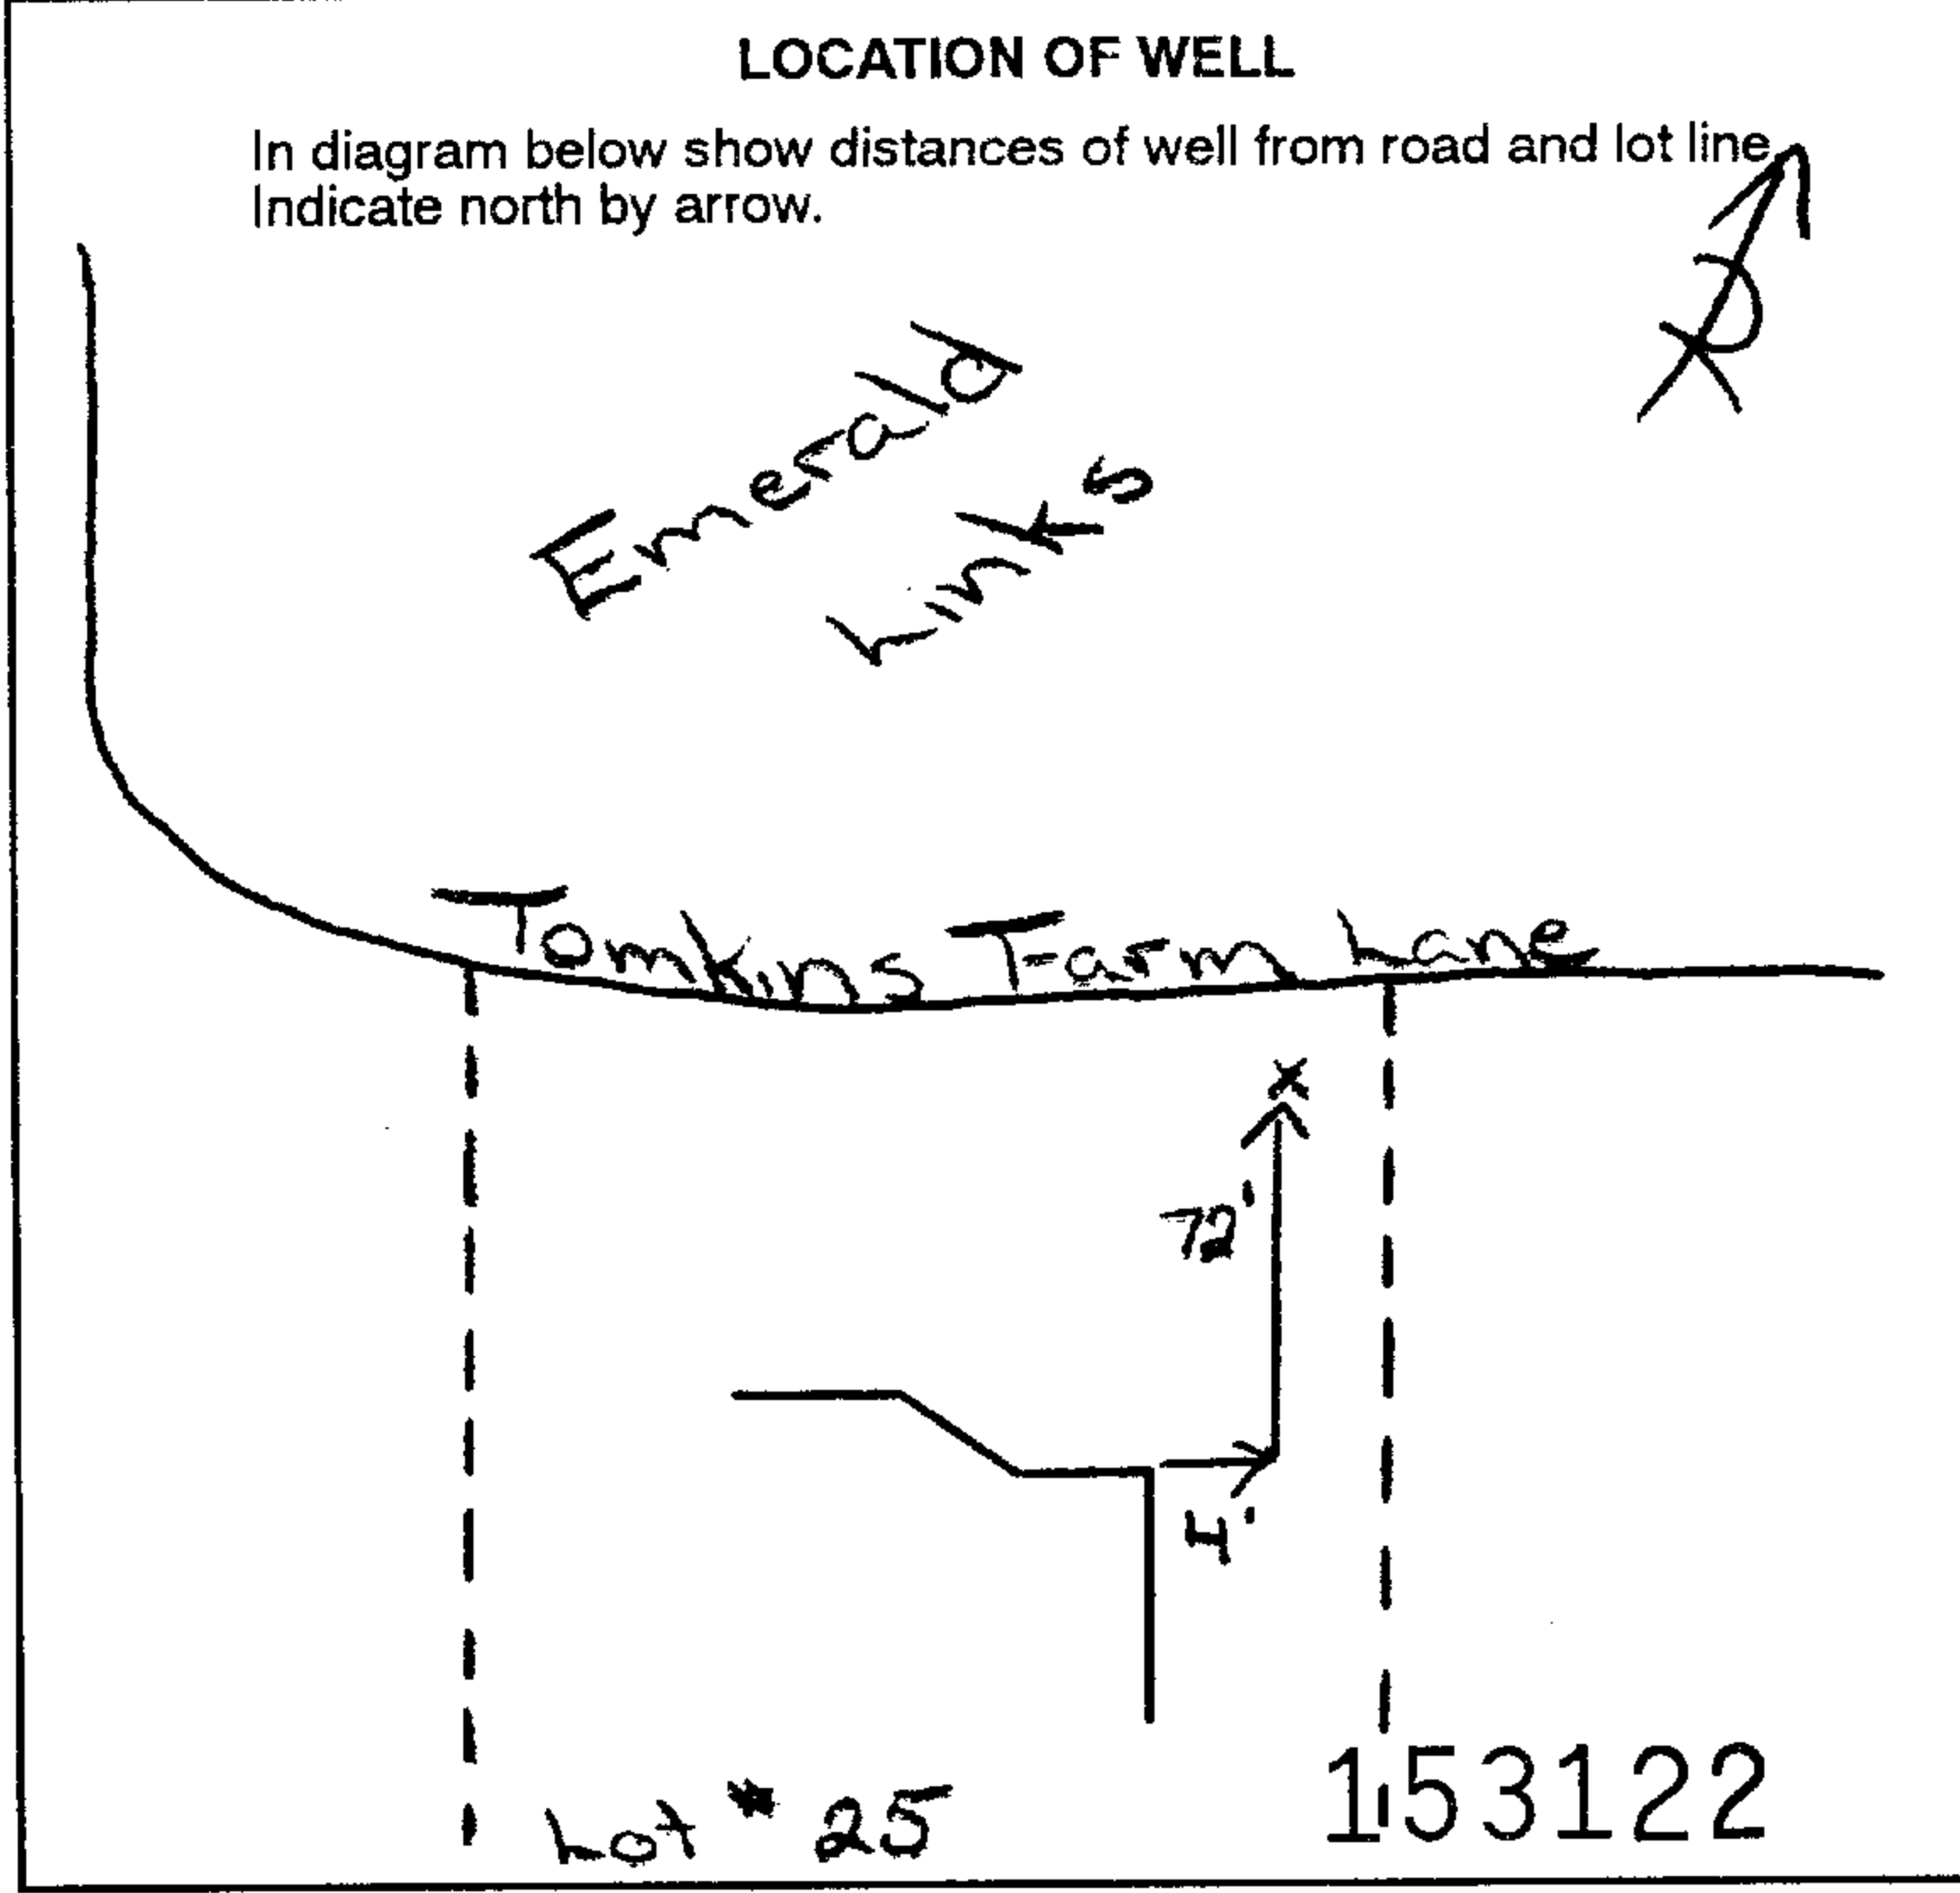 LOCATION OF WELL
In diagram below show distances of well from road and lot line.
Indicate north by arrow.
Emerald
Links
Tomkins Farm Lane
72'
4'
Lot # 25
153122